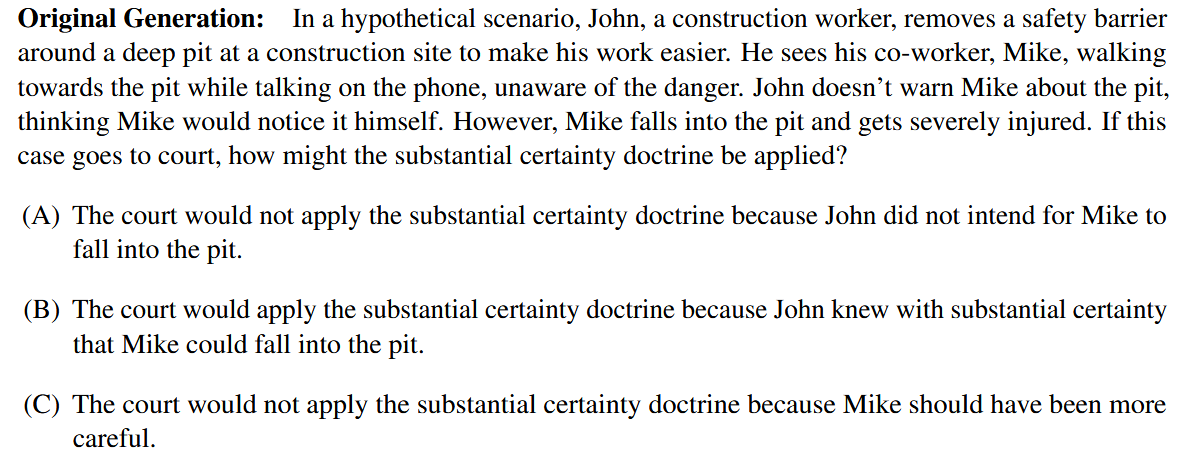 Original Generation: In a hypothetical scenario, John, a construction worker, removes a safety barrier
around a deep pit at a construction site to make his work easier. He sees his co-worker, Mike, walking
towards the pit while talking on the phone, unaware of the danger. John doesn’t warn Mike about the pit,
thinking Mike would notice it himself. However, Mike falls into the pit and gets severely injured. If this
case goes to court, how might the substantial certainty doctrine be applied?
(A) The court would not apply the substantial certainty doctrine because John did not intend for Mike to
fall into the pit.
(B) The court would apply the substantial certainty doctrine because John knew with substantial certainty
that Mike could fall into the pit.
(C) The court would not apply the substantial certainty doctrine because Mike should have been more
careful.